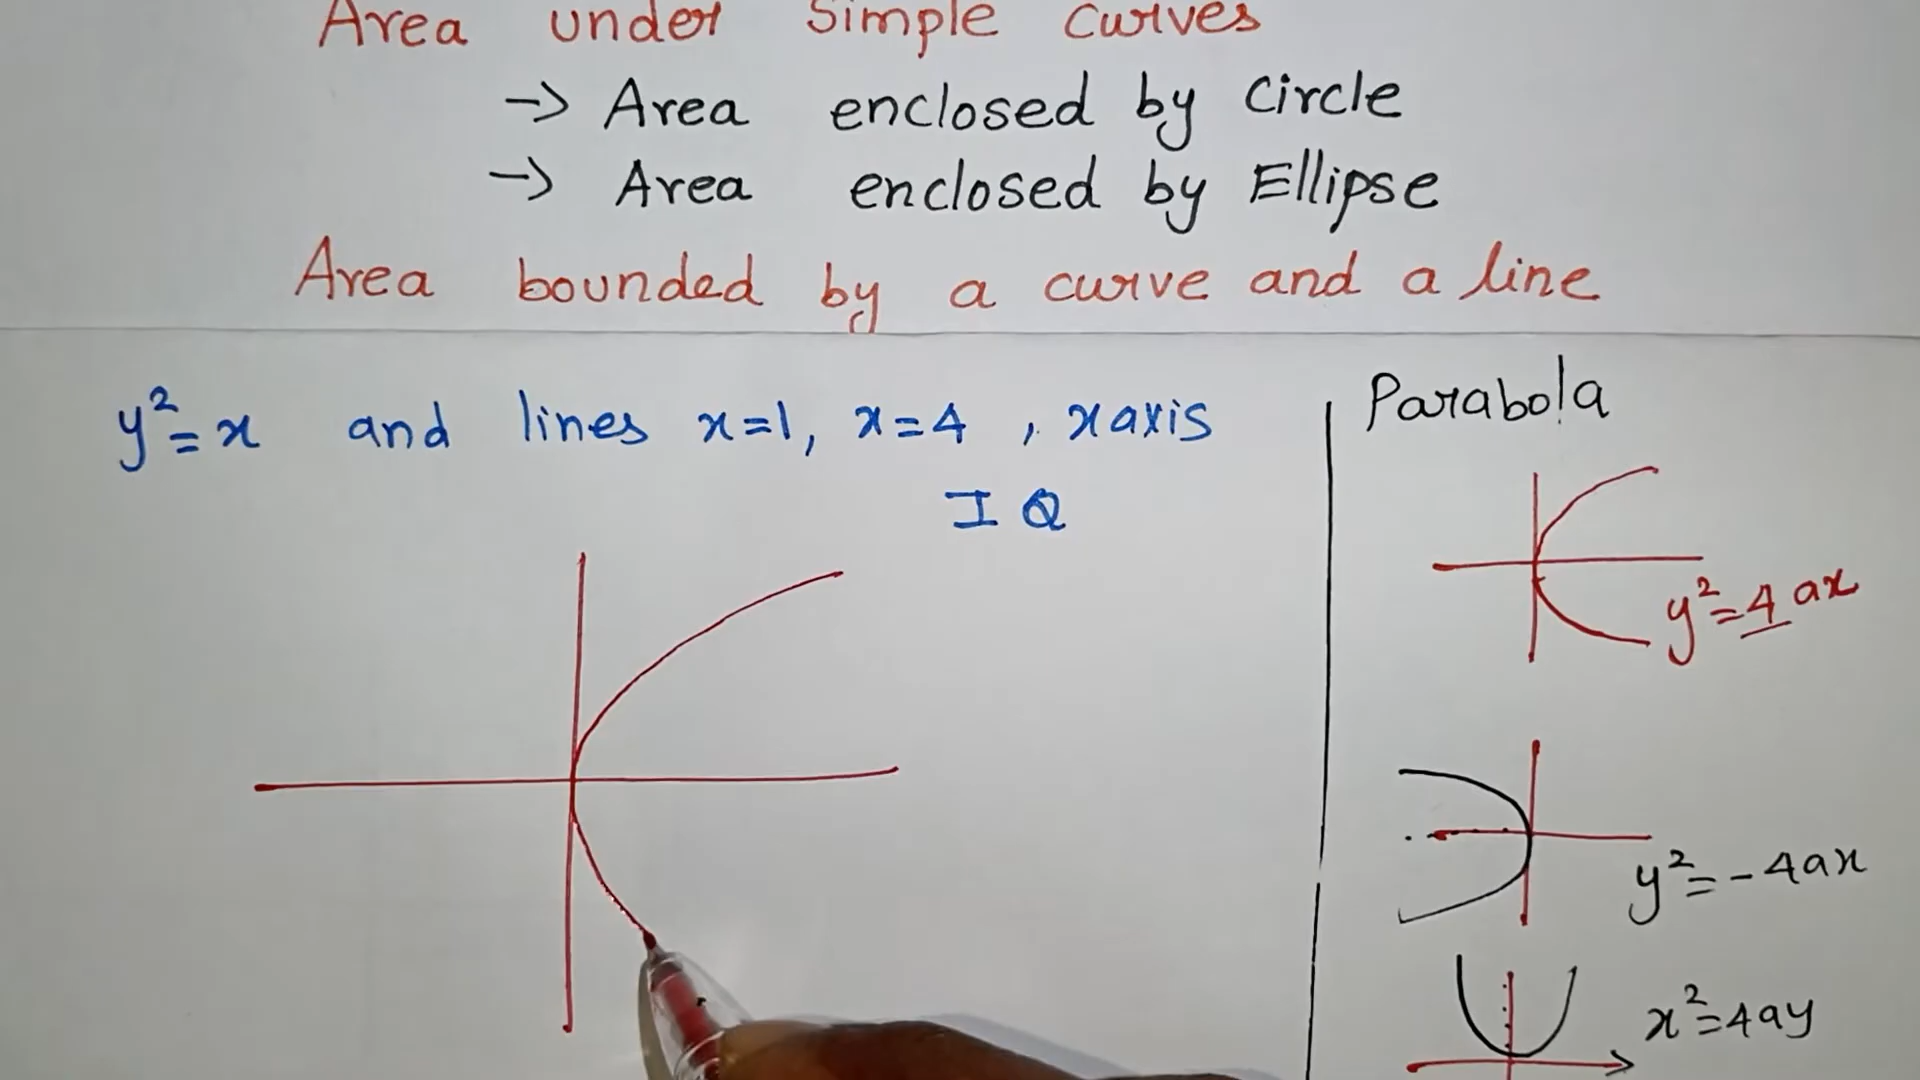 Area under Simple curves
-> Area enclosed by Circle
-> Area enclosed by Ellipse
Area bounded by a curve and a line
y²=x and lines x=1, x=4 , x axis
I Q
Parabola
y²=4ax
y²=-4ax
x²=4ay